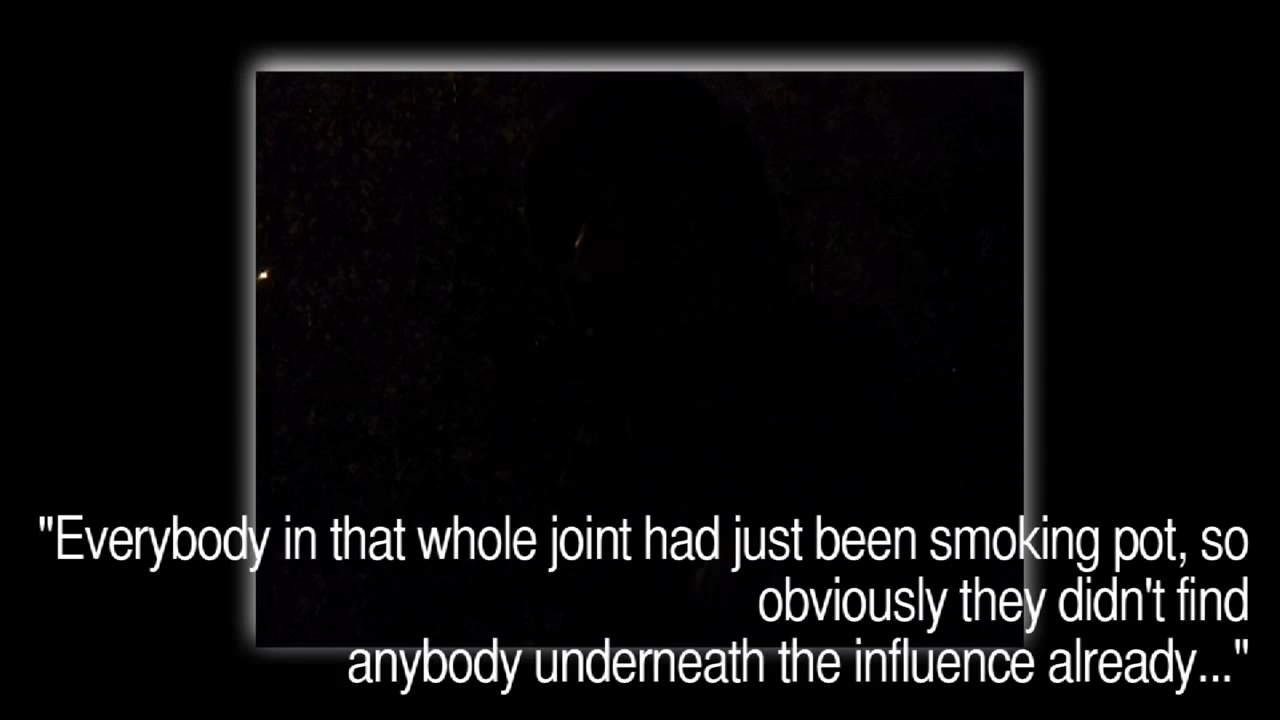 "Everybody in that whole joint had just been smoking pot, so
obviously they didn't find
anybody underneath the influence already..."